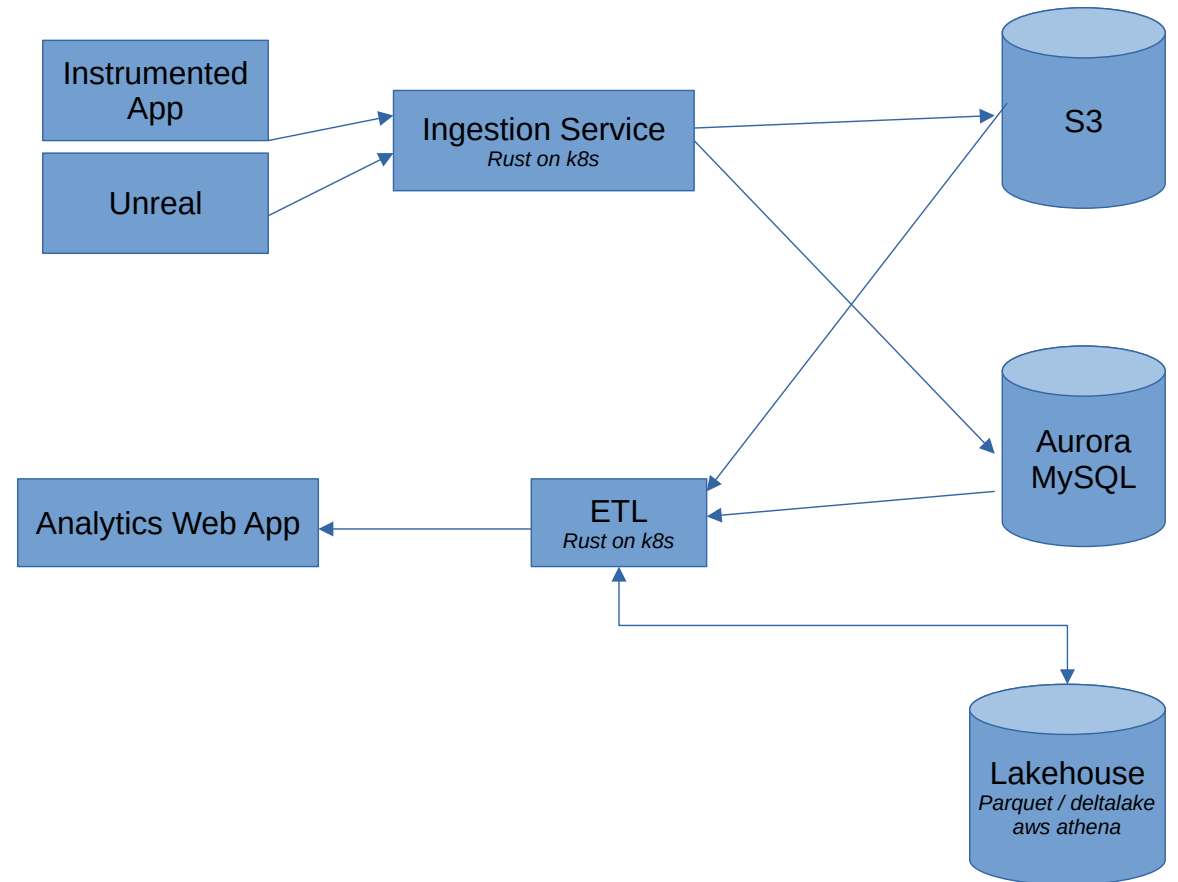 Instrumented
App
Unreal
Ingestion Service
Rust on k8s
S3
Aurora
MySQL
Analytics Web App
ETL
Rust on k8s
Lakehouse
Parquet / deltalake
aws athena